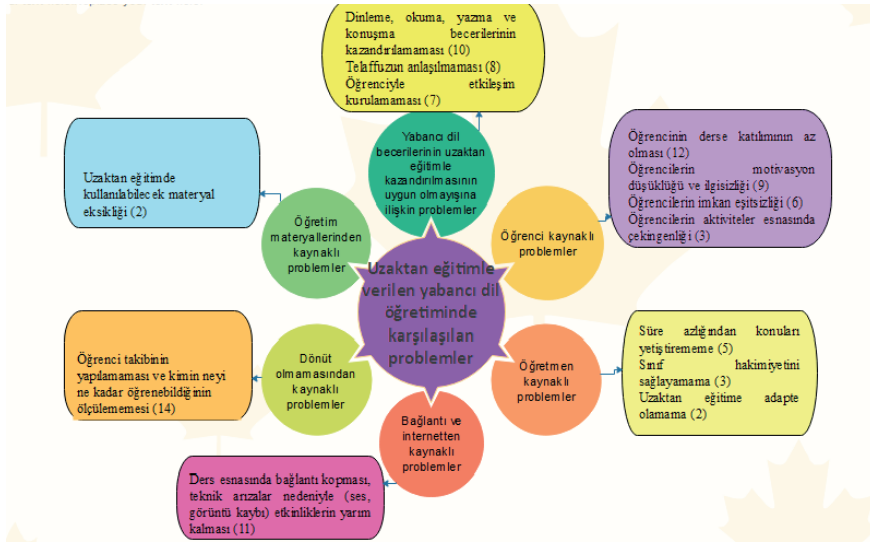 Dinleme, okuma, yazma ve
konuşma becerilerinin
kazandırılamaması (10)
Telaffuzun anlaşılmaması (8)
Öğrenciyle etkileşim
kurulamaması (7)
Yabancı dil
becerilerinin uzaktan
eğitimle
kazandırılmasının
uygun olmayışına
ilişkin problemler
Öğrencinin derse katılımının az
olması (12)
Öğrencilerin motivasyon
düşüklüğü ve ilgisizliği (9)
Öğrencilerin imkan eşitsizliği (6)
Öğrencilerin aktiviteler esnasında
çekingenliği (3)
Öğrenci kaynaklı
problemler
Uzaktan eğitimde
kullanılabilecek materyal
eksikliği (2)
Öğretim
materyallerinden
kaynaklı
problemler
Uzaktan eğitimle
verilen yabancı dil
öğretiminde
karşılaşılan
problemler
Süre azlığından konuları
yetiştirememe (5)
Sınıf hakimiyetini
sağlayamama (3)
Uzaktan eğitime adapte
olamama (2)
Öğretmen
kaynaklı
problemler
Öğrenci takibinin
yapılamaması ve kimin neyi
ne kadar öğrenebildiğinin
ölçülememesi (14)
Dönüt
olmamasından
kaynaklı
problemler
Bağlantı ve
internetten
kaynaklı
problemler
Ders esnasında bağlantı kopması,
teknik arızalar nedeniyle (ses,
görüntü kaybı) etkinliklerin yarım
kalması (11)